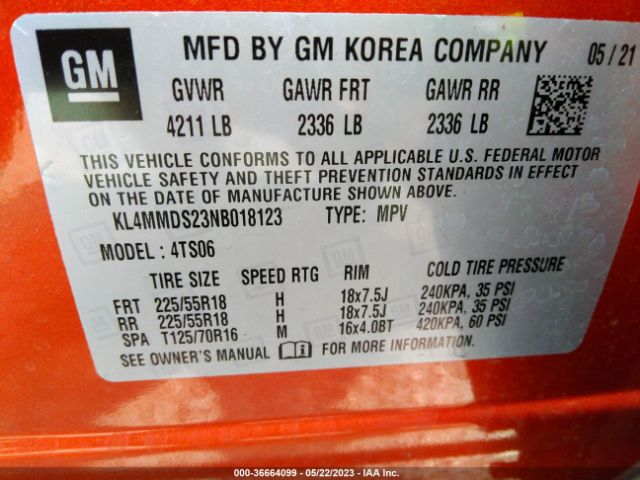 GM
MFD BY GM KOREA COMPANY 05 / 21
GVWR GAWR FRT GAWR RR
4211 LB 2336 LB 2336 LB
THIS VEHICLE CONFORMS TO ALL APPLICABLE U.S. FEDERAL MOTOR
VEHICLE SAFETY AND THEFT PREVENTION STANDARDS IN EFFECT
ON THE DATE OF MANUFACTURE SHOWN ABOVE.
KL4MMDS23NB018123 TYPE: MPV
MODEL : 4TS06
TIRE SIZE SPEED RTG RIM COLD TIRE PRESSURE
FRT 225/55R18 H 18x7.5J 240KPA, 35 PSI
RR 225/55R18 H 18x7.5J 240KPA, 35 PSI
SPA T125/70R16 M 16x4.0BT 420KPA, 60 PSI
SEE OWNER'S MANUAL FOR MORE INFORMATION.
000-36664099 - 05/22/2023 - IAA Inc.